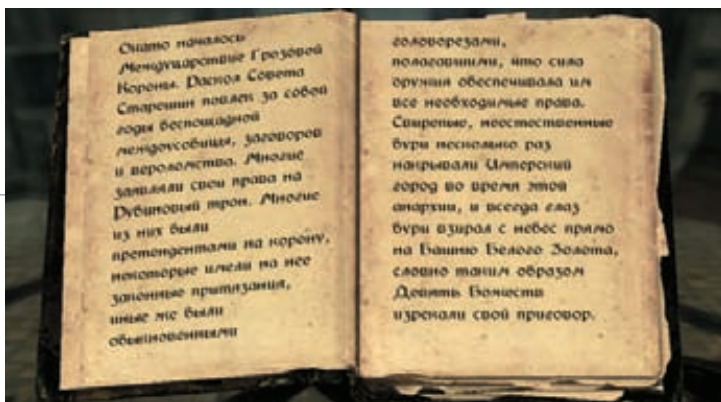 Опято началось
Междуцарствие Грозовой
Короны. Раскол Совета
Старейшин повлек за собой
годы беспощадной
междоусобицы, заговоров
и вероломства. Многие
заявляли свои права на
Рубиновый трон. Многие
из них были
претендентами на корону,
некоторые имели на нее
законные притязания,
иные же были
обыкновенными
головорезами,
полагавшими, что сила
оружия обеспечивала им
все необходимые права.
Свирепые, неестественные
бури несколько раз
накрывали Имперский
город во время этой
анархии, и всегда глаз
бури взирал с небес прямо
на Башню Белого Золота,
словно таким образом
Девять Божеств
изрекали свой приговор.